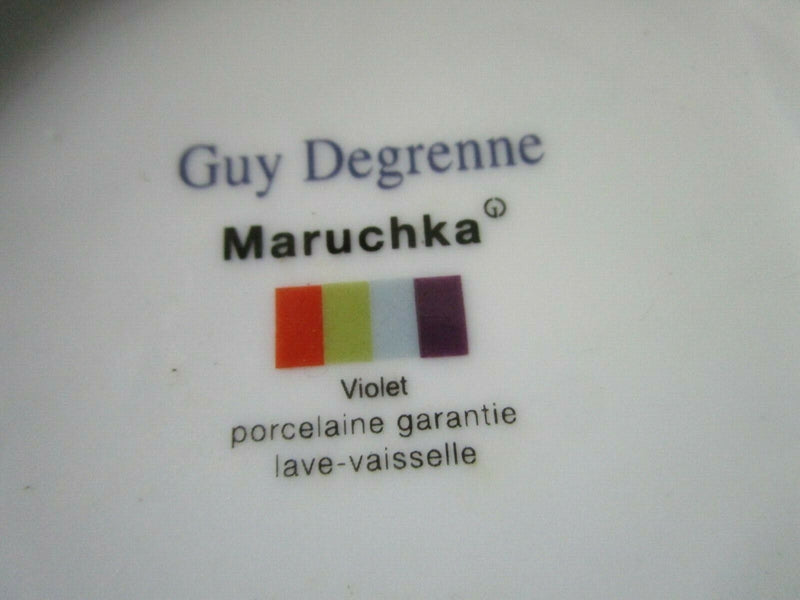 Guy Degrenne
Maruchka
Violet
porcelaine garantie
lave-vaisselle